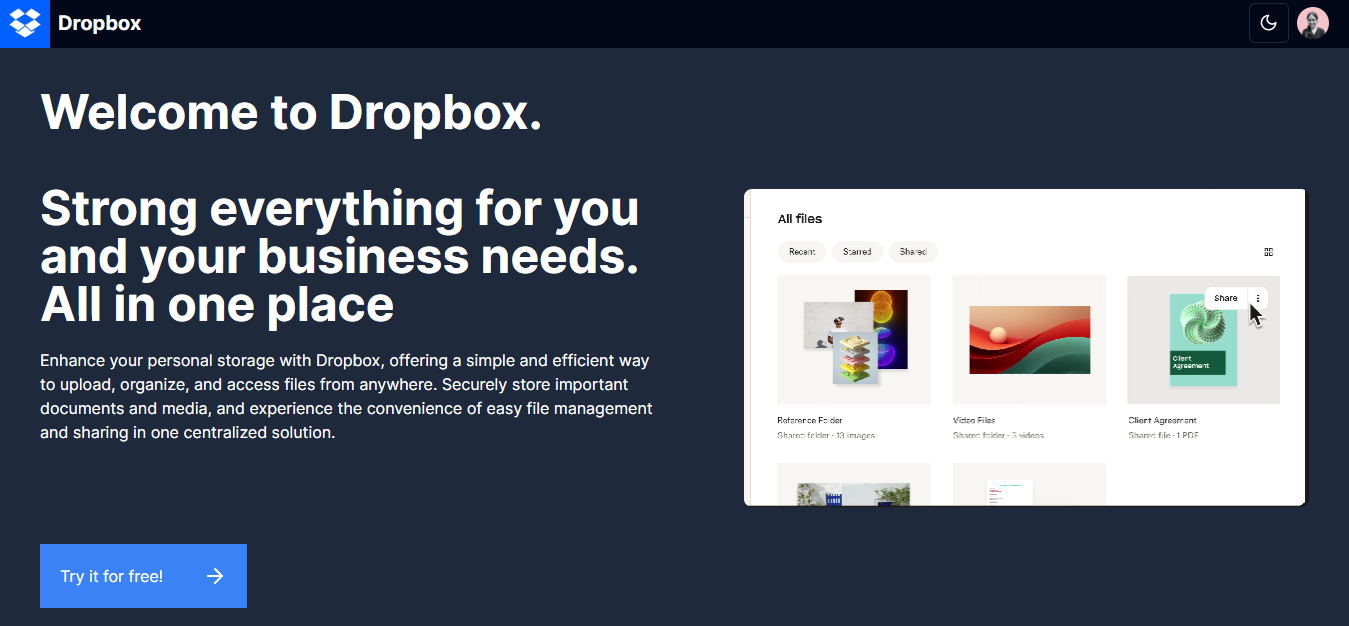 Dropbox
Welcome to Dropbox.
Strong everything for you
and your business needs.
All in one place
Enhance your personal storage with Dropbox, offering a simple and efficient way
to upload, organize, and access files from anywhere. Securely store important
documents and media, and experience the convenience of easy file management
and sharing in one centralized solution.
Try it for free!
All files
Recent Starred Shared
Share
Client
Agreement
Reference Folder Video Files Client Agreement
Shared folder · 13 images Shared folder · 3 videos Shared file · 1 PDF